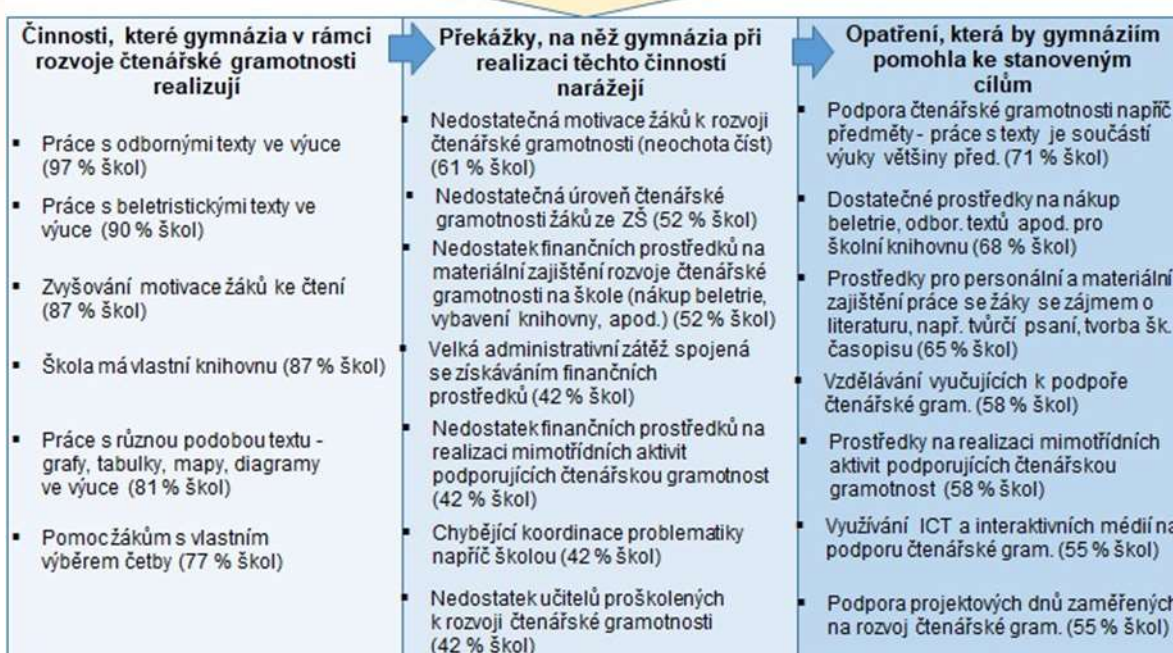 Činnosti, které gymnázia v rámci
rozvoje čtenářské gramotnosti
realizují
▪ Práce s odbornými texty ve výuce
(97 % škol)
▪ Práce s beletristickými texty ve
výuce (90 % škol)
▪ Zvyšování motivace žáků ke čtení
(87 % škol)
▪ Škola má vlastní knihovnu (87 % škol)
▪ Práce s různou podobou textu -
grafy, tabulky, mapy, diagramy
ve výuce (81 % škol)
▪ Pomoc žákům s vlastním
výběrem četby (77 % škol)
Překážky, na něž gymnázia při
realizaci těchto činností
narážejí
▪ Nedostatečná motivace žáků k rozvoji
čtenářské gramotnosti (neochota číst)
(61 % škol)
▪ Nedostatečná úroveň čtenářské
gramotnosti žáků ze ZŠ (52 % škol)
▪ Nedostatek finančních prostředků na
materiální zajištění rozvoje čtenářské
gramotnosti na škole (nákup beletrie,
vybavení knihovny, apod.) (52 % škol)
▪ Velká administrativní zátěž spojená
se získáváním finančních
prostředků (42 % škol)
▪ Nedostatek finančních prostředků na
realizaci mimotřídních aktivit
podporujících čtenářskou gramotnost
(42 % škol)
▪ Chybějící koordinace problematiky
napříč školou (42 % škol)
▪ Nedostatek učitelů proškolených
k rozvoji čtenářské gramotnosti
(42 % škol)
Opatření, která by gymnáziím
pomohla ke stanoveným
cílům
▪ Podpora čtenářské gramotnosti napříč
předměty - práce s texty je součástí
výuky většiny před. (71 % škol)
▪ Dostatečné prostředky na nákup
beletrie, odbor. textů apod. pro
školní knihovnu (68 % škol)
▪ Prostředky pro personální a materiální
zajištění práce se žáky se zájmem o
literaturu, např. tvůrčí psaní, tvorba šk.
časopisu (65 % škol)
▪ Vzdělávání vyučujících k podpoře
čtenářské gram. (58 % škol)
▪ Prostředky na realizaci mimotřídních
aktivit podporujících čtenářskou
gramotnost (58 % škol)
▪ Využívání ICT a interaktivních médií na
podporu čtenářské gram. (55 % škol)
▪ Podpora projektových dnů zaměřených
na rozvoj čtenářské gram. (55 % škol)